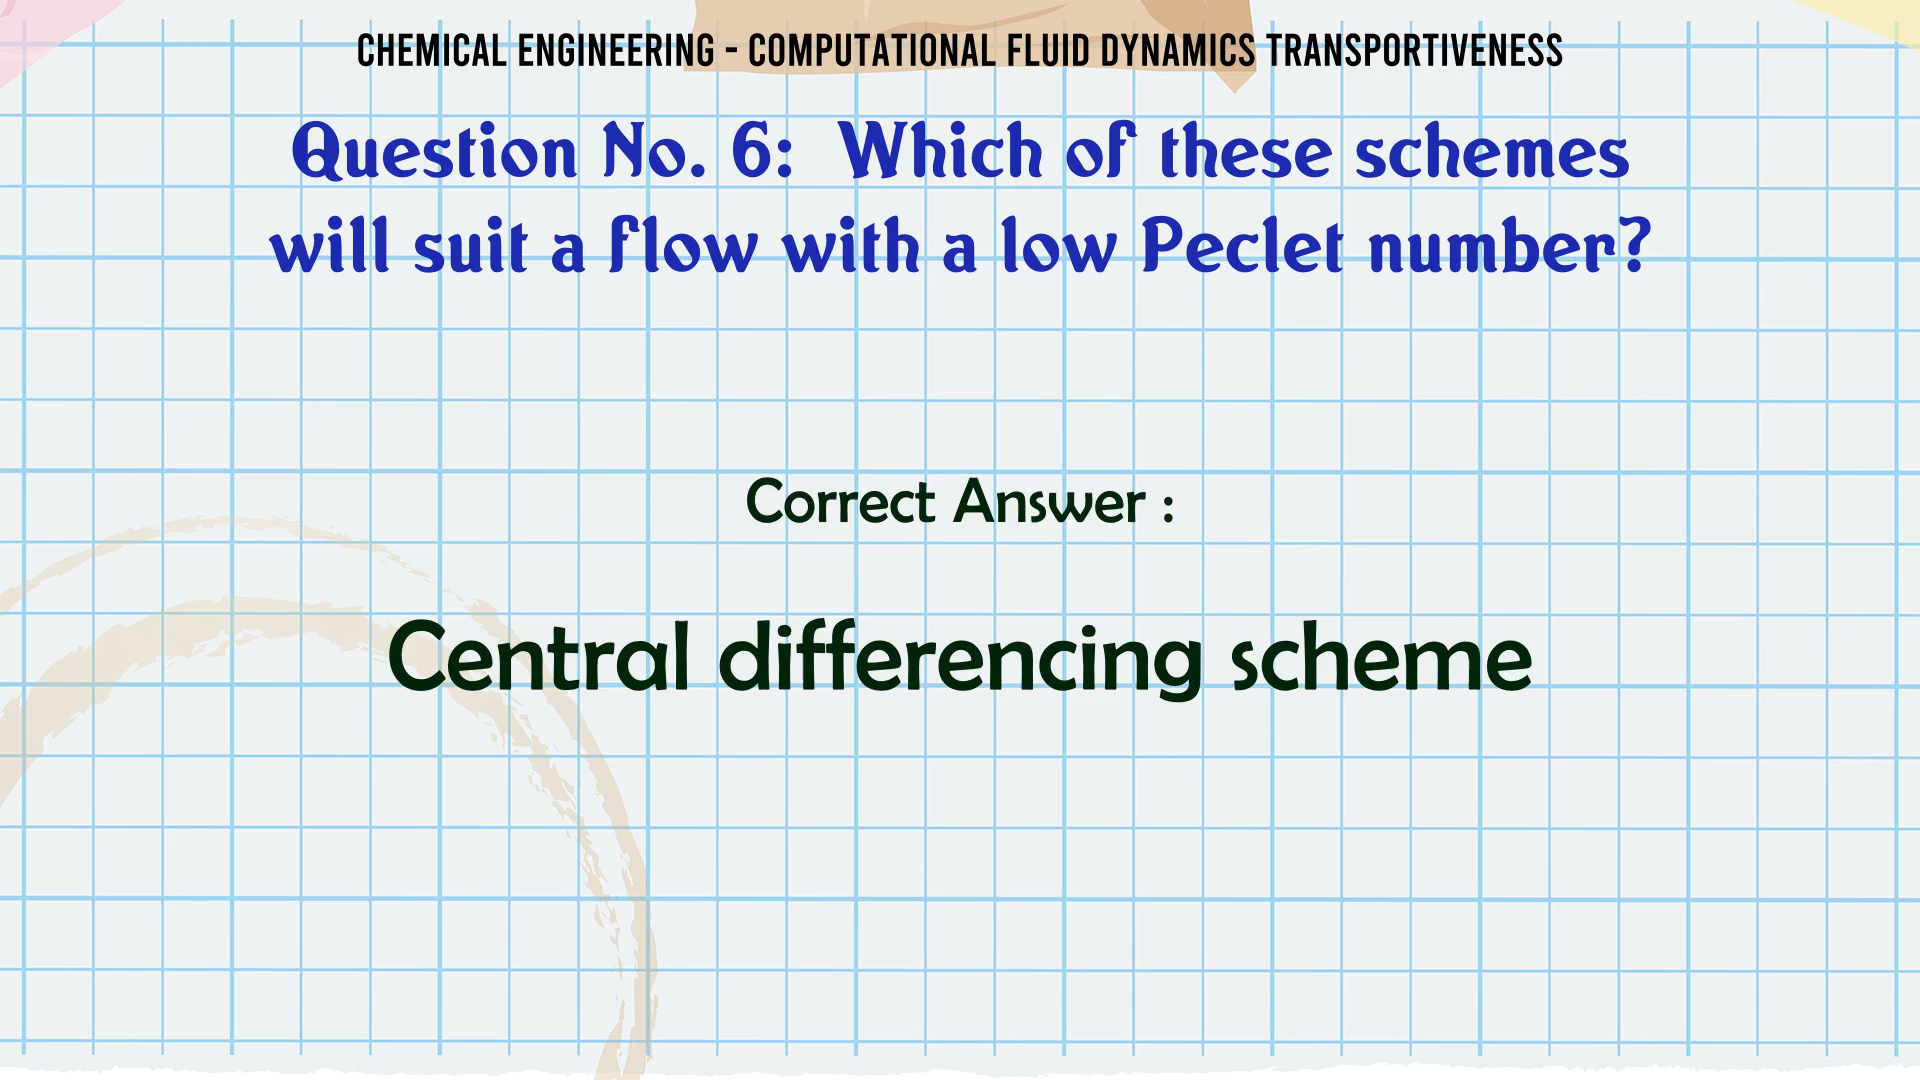 CHEMICAL ENGINEERING - COMPUTATIONAL FLUID DYNAMICS TRANSPORTIVENESS
Question No. 6:  Which of these schemes
will suit a flow with a low Peclet number?
Correct Answer :
Central differencing scheme